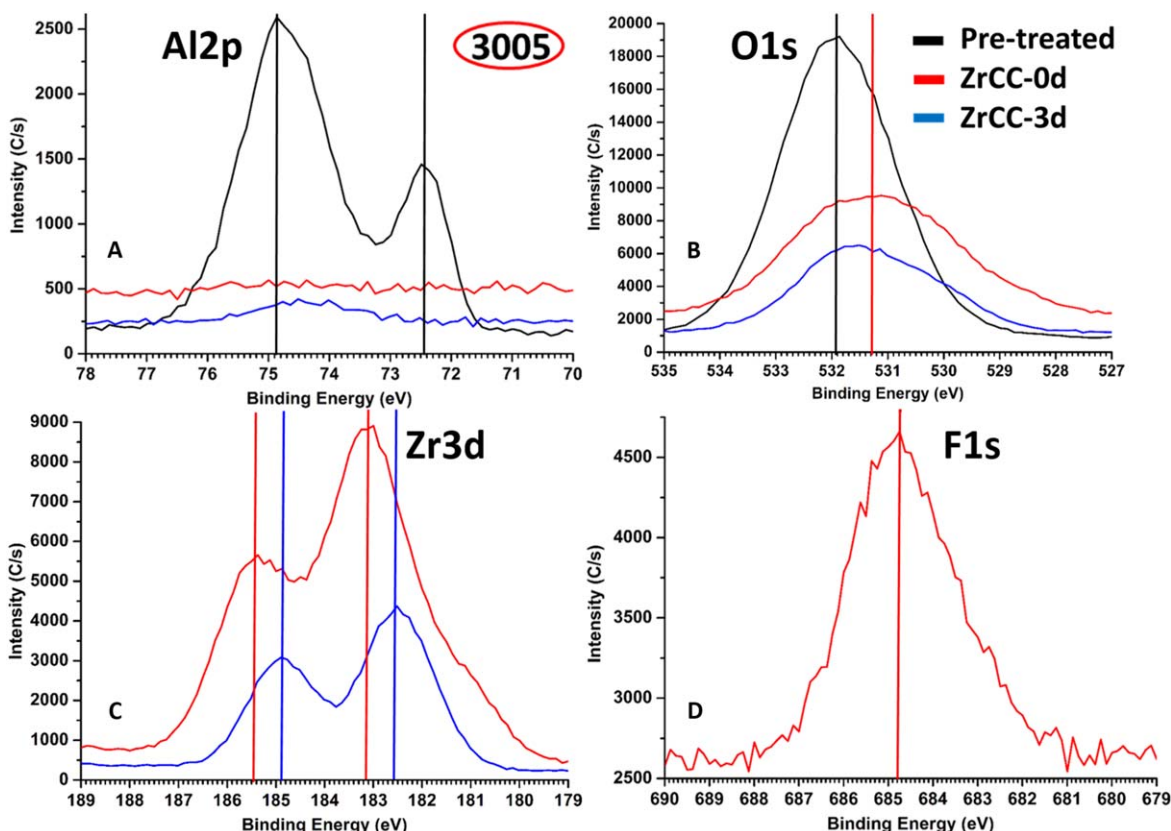 Al2p
3005
2500
2000
1500
1000
500
0
Intensity (C/s)
A
78 77 76 75 74 73 72 71 70
Binding Energy (eV)
O1s
Pre-treated
ZrCC-0d
ZrCC-3d
20000
18000
16000
14000
12000
10000
8000
6000
4000
2000
0
Intensity (C/s)
B
535 534 533 532 531 530 529 528 527
Binding Energy (eV)
Zr3d
9000
8000
7000
6000
5000
4000
3000
2000
1000
0
Intensity (C/s)
C
189 188 187 186 185 184 183 182 181 180 179
Binding Energy (eV)
F1s
4500
4000
3500
3000
2500
Intensity (C/s)
D
690 689 688 687 686 685 684 683 682 681 680 679
Binding Energy (eV)